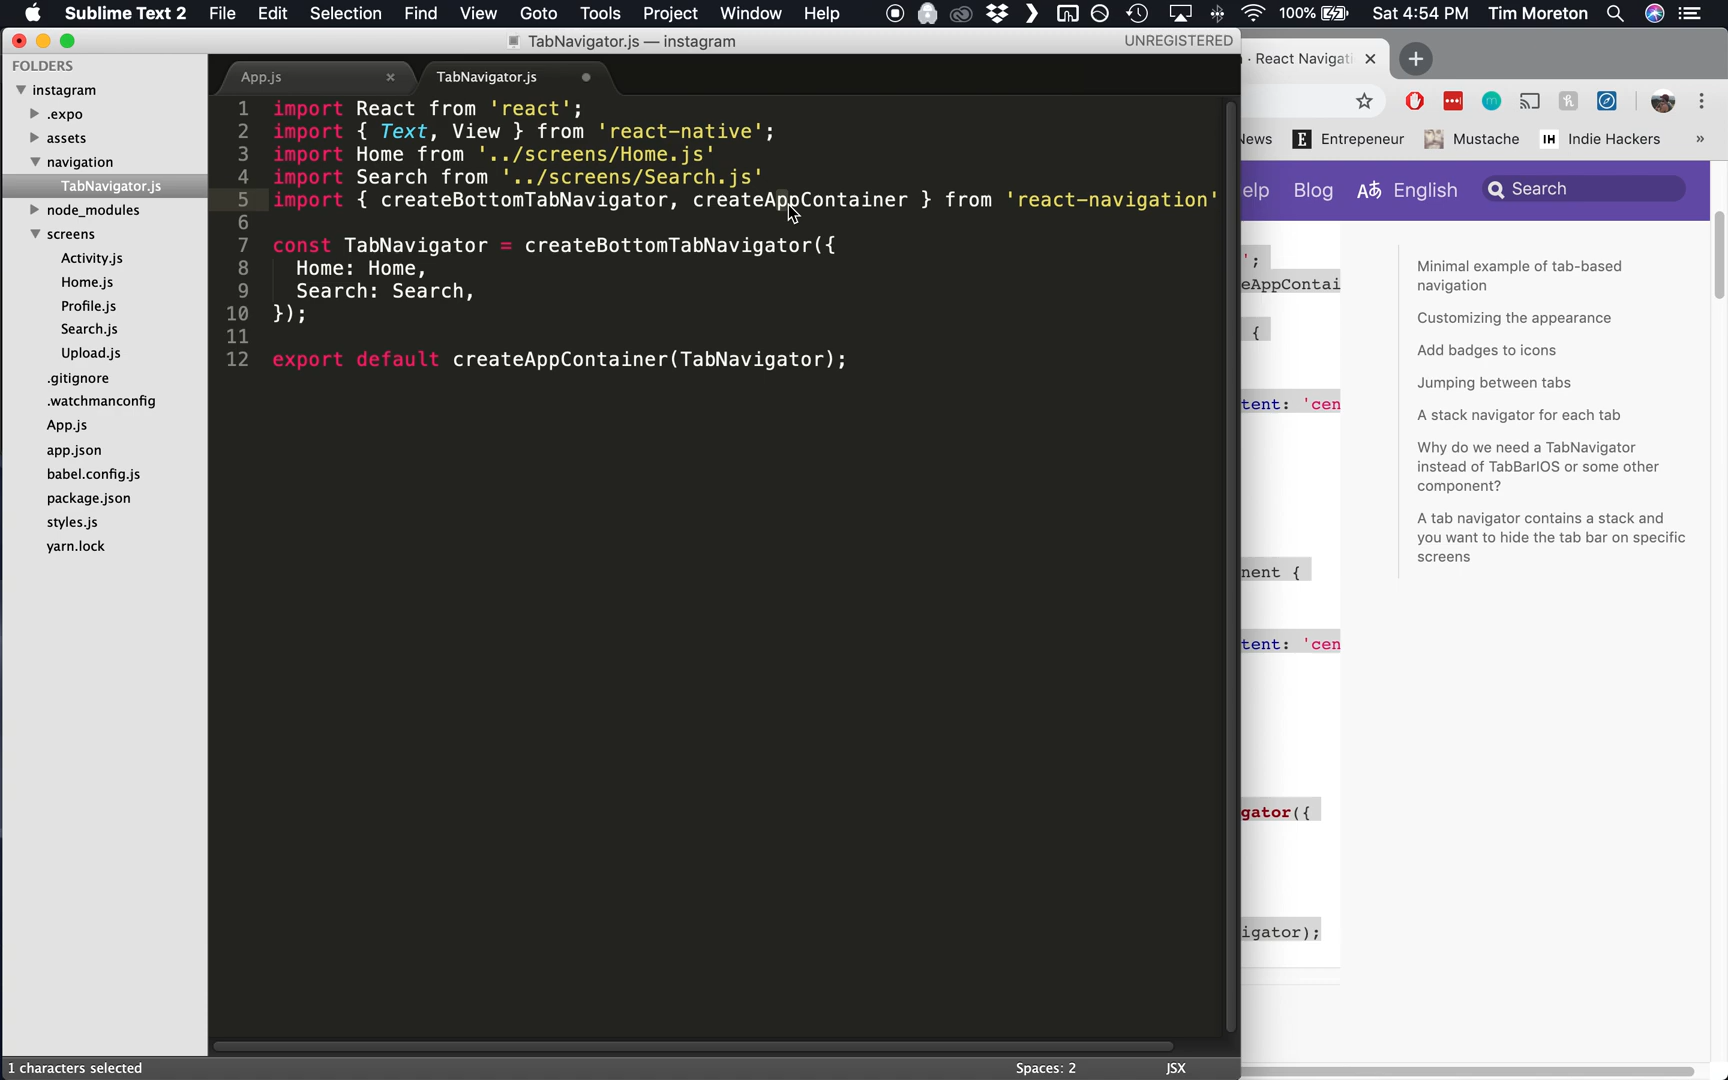 Sublime Text 2 File Edit Selection Find View Goto Tools Project Window Help 100% Sat 4:54 PM Tim Moreton
TabNavigator.js — instagram
UNREGISTERED
FOLDERS
instagram
.expo
assets
navigation
TabNavigator.js
node_modules
screens
Activity.js
Home.js
Profile.js
Search.js
Upload.js
.gitignore
.watchmanconfig
App.js
app.json
babel.config.js
package.json
styles.js
yarn.lock
App.js
TabNavigator.js
1 import React from 'react';
2 import { Text, View } from 'react-native';
3 import Home from '../screens/Home.js'
4 import Search from '../screens/Search.js'
5 import { createBottomTabNavigator, createAppContainer } from 'react-navigation'
6
7 const TabNavigator = createBottomTabNavigator({
8 Home: Home,
9 Search: Search,
10 });
11
12 export default createAppContainer(TabNavigator);
1 characters selected
Spaces: 2
JSX
· React Navigati
News
Entrepeneur
Mustache
IH Indie Hackers
»
elp Blog English Search
';
eAppContai
{
tent: 'cen
nent {
tent: 'cen
gator({
igator);
Minimal example of tab-based
navigation
Customizing the appearance
Add badges to icons
Jumping between tabs
A stack navigator for each tab
Why do we need a TabNavigator
instead of TabBarIOS or some other
component?
A tab navigator contains a stack and
you want to hide the tab bar on specific
screens